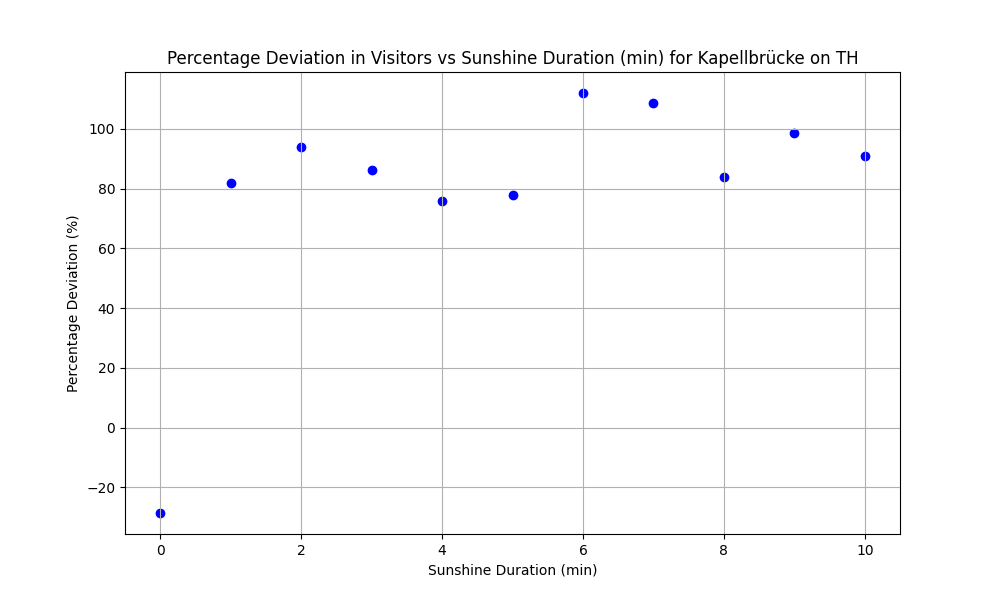 Percentage Deviation in Visitors vs Sunshine Duration (min) for Kapellbrücke on TH
100
80
60
40
20
0
−20
Percentage Deviation (%)
0 2 4 6 8 10
Sunshine Duration (min)